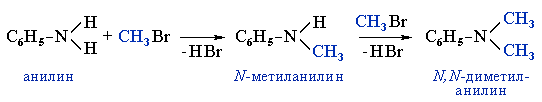 H H CH₃
C₆H₅–N + CH₃Br → C₆H₅–N CH₃Br → C₆H₅–N
H -HBr CH₃ -HBr CH₃
анилин N-метиланилин N,N-диметил-
анилин